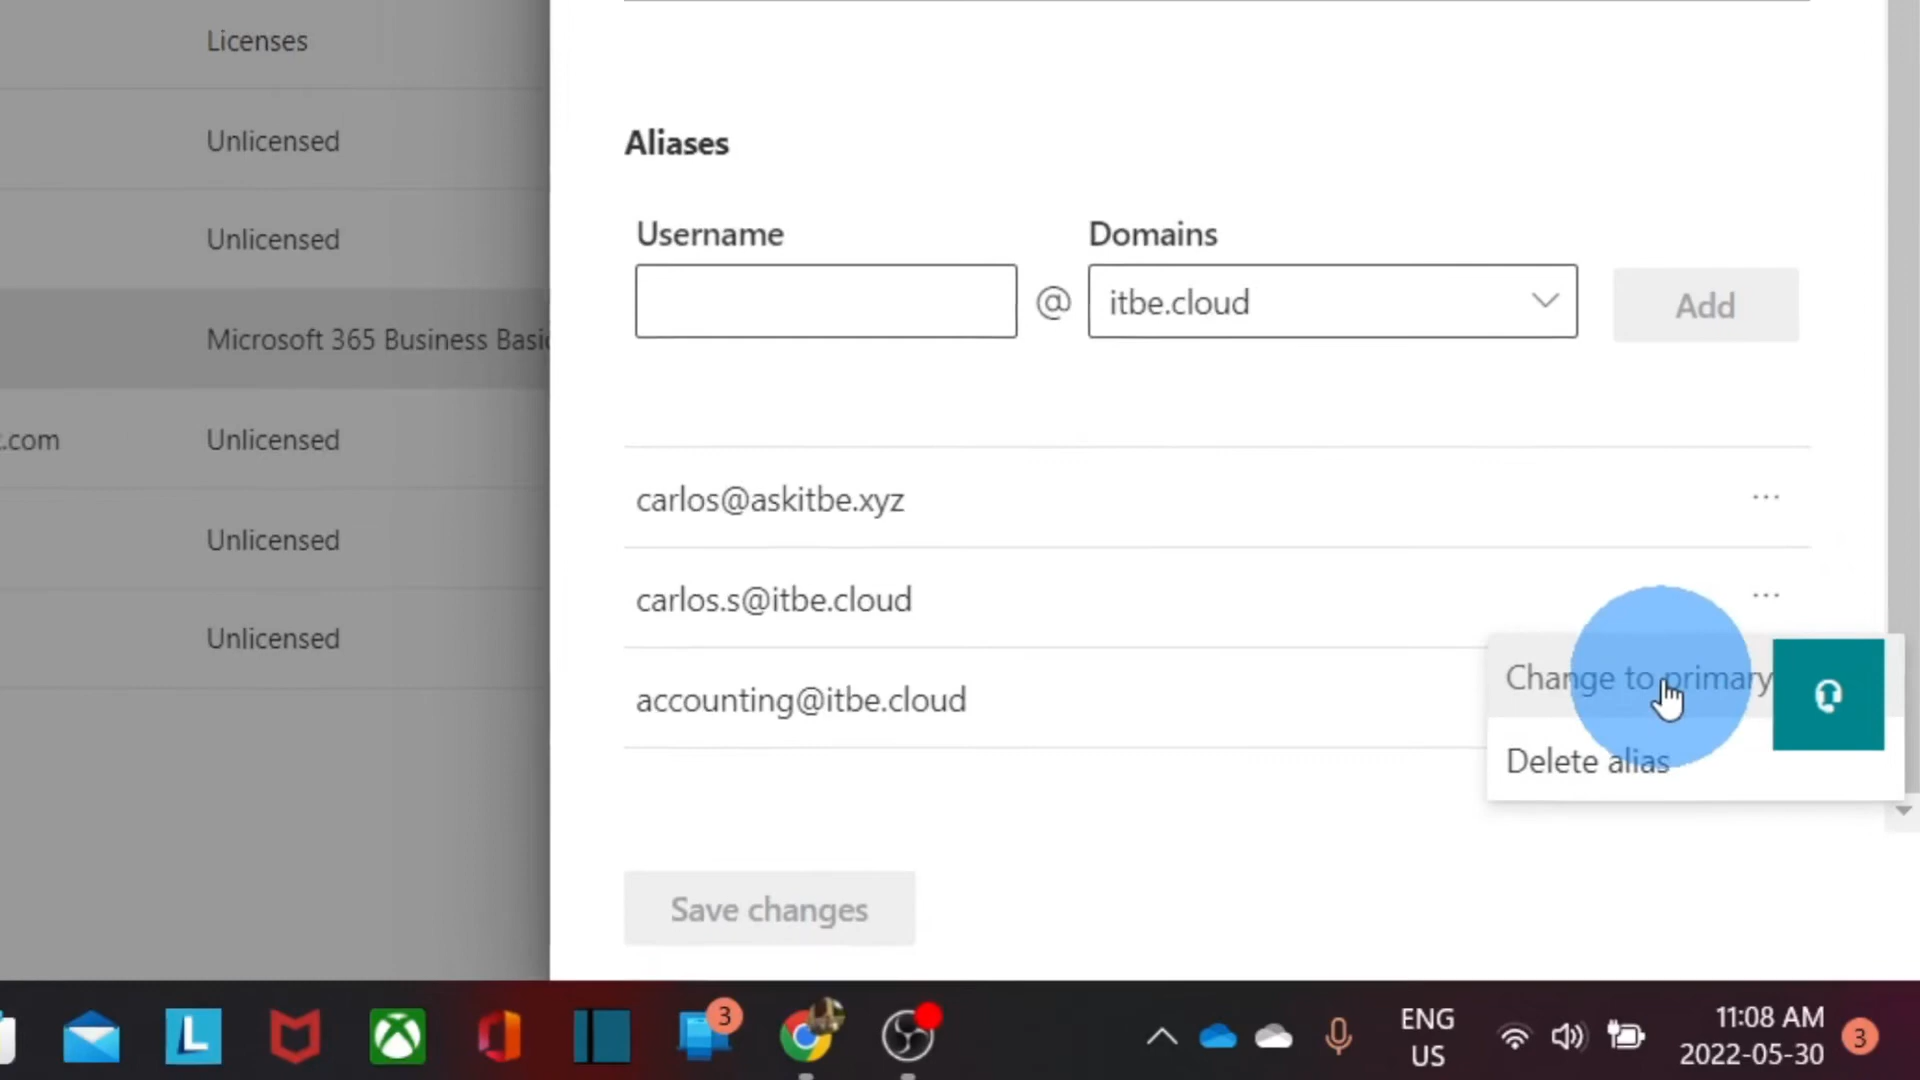 Licenses
Unlicensed
Unlicensed
Microsoft 365 Business Basic
.com
Unlicensed
Unlicensed
Unlicensed
Aliases
Username
Domains
@
itbe.cloud
Add
carlos@askitbe.xyz
...
carlos.s@itbe.cloud
...
accounting@itbe.cloud
Change to primary
Delete alias
Save changes
L
3
ENG
US
11:08 AM
2022-05-30
3